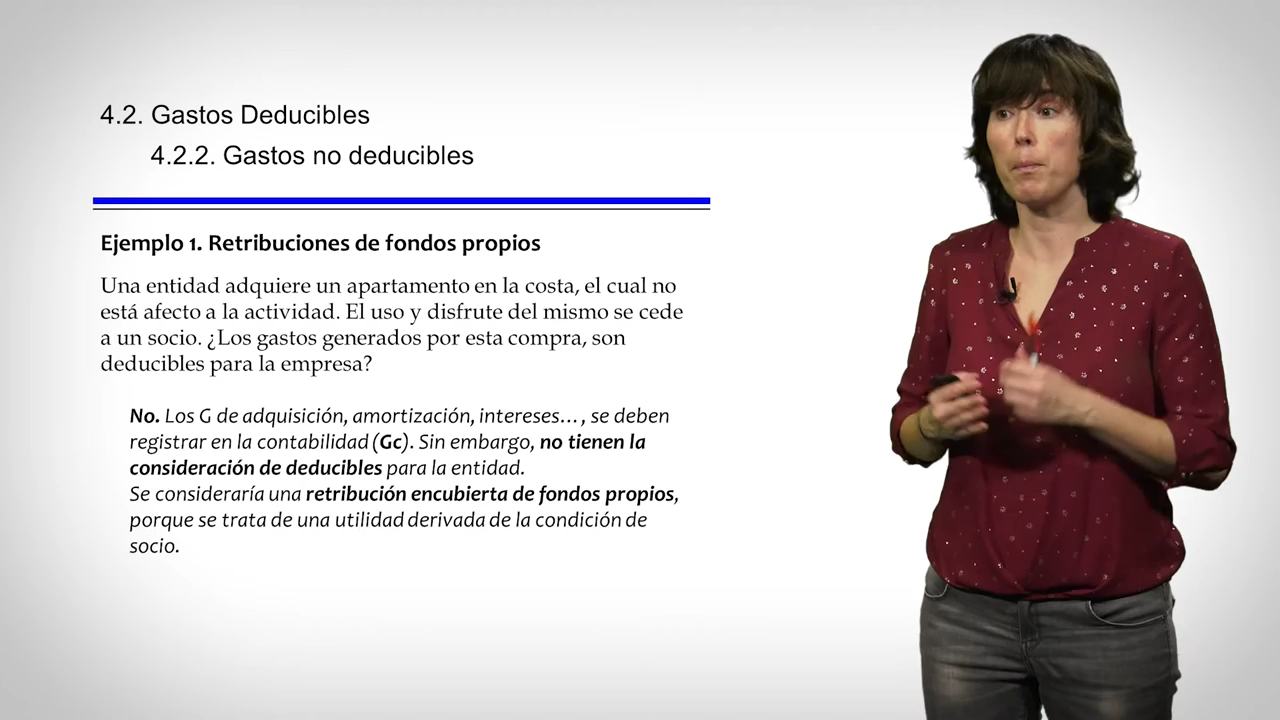 4.2. Gastos Deducibles
4.2.2. Gastos no deducibles
Ejemplo 1. Retribuciones de fondos propios
Una entidad adquiere un apartamento en la costa, el cual no
está afecto a la actividad. El uso y disfrute del mismo se cede
a un socio. ¿Los gastos generados por esta compra, son
deducibles para la empresa?
No. Los G de adquisición, amortización, intereses..., se deben
registrar en la contabilidad (Gc). Sin embargo, no tienen la
consideración de deducibles para la entidad.
Se consideraría una retribución encubierta de fondos propios,
porque se trata de una utilidad derivada de la condición de
socio.